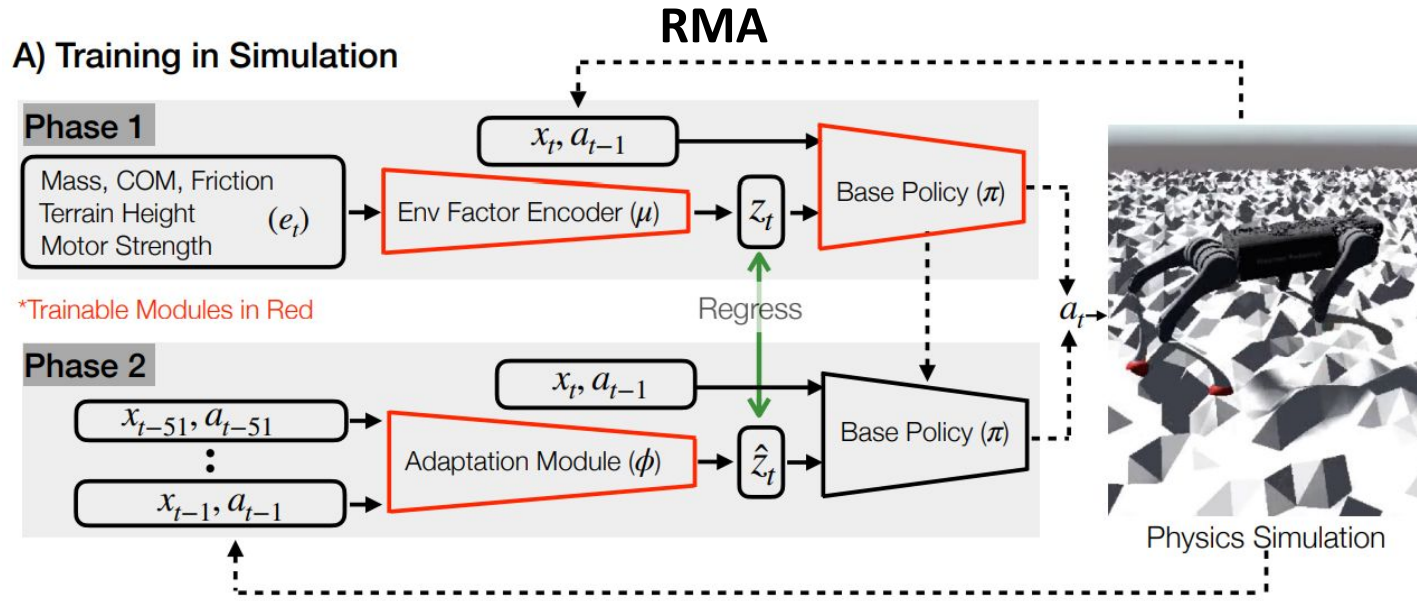 RMA
A) Training in Simulation
Phase 1
x_t, a_{t−1}
Mass, COM, Friction
Terrain Height
(e_t)
Motor Strength
Env Factor Encoder (μ)
z_t
Base Policy (π)
*Trainable Modules in Red
Regress
a_t
Phase 2
x_t, a_{t−1}
x_{t−51}, a_{t−51}
⋮
x_{t−1}, a_{t−1}
Adaptation Module (ϕ)
ẑ_t
Base Policy (π)
Physics Simulation